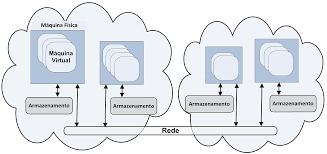 Máquina Física
Máquina
Virtual
Armazenamento
Armazenamento
Armazenamento
Armazenamento
Rede